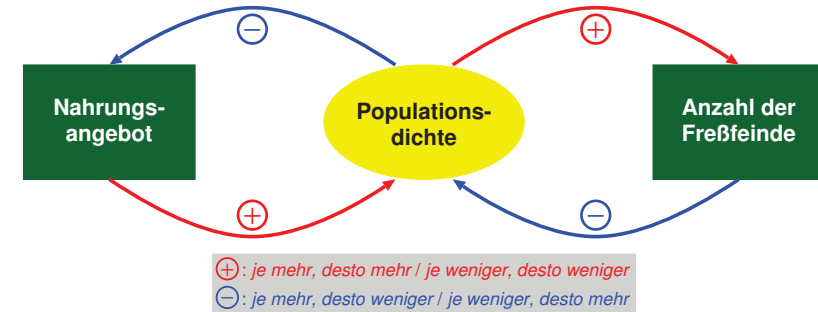 −
+
Nahrungs-
angebot
Populations-
dichte
Anzahl der
Freßfeinde
+
−
+ : je mehr, desto mehr / je weniger, desto weniger
− : je mehr, desto weniger / je weniger, desto mehr